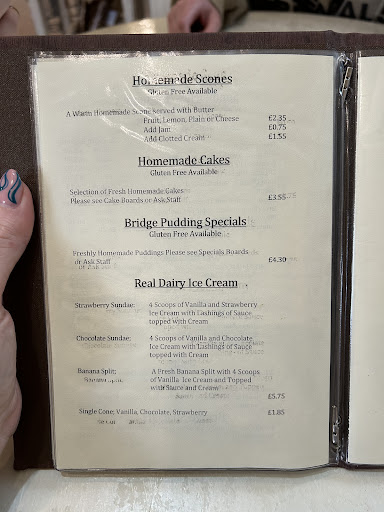 Homemade Scones
Gluten Free Available
A Warm Homemade Scone served with Butter
Fruit, Lemon, Plain or Cheese £2.35
Add Jam £0.75
Add Clotted Cream £1.55
Homemade Cakes
Gluten Free Available
Selection of Fresh Homemade Cakes
Please see Cake Boards or Ask Staff £3.55
Bridge Pudding Specials
Gluten Free Available
Freshly Homemade Puddings Please see Specials Boards
or Ask Staff £4.30
Real Dairy Ice Cream
Strawberry Sundae: 4 Scoops of Vanilla and Strawberry
Ice Cream with Lashings of Sauce
topped with Cream
Chocolate Sundae: 4 Scoops of Vanilla and Chocolate
Ice Cream with Lashings of Sauce
topped with Cream
Banana Split: A Fresh Banana Split with 4 Scoops
of Vanilla Ice Cream and Topped
with Sauce and Cream
£5.75
Single Cone; Vanilla, Chocolate, Strawberry £1.85